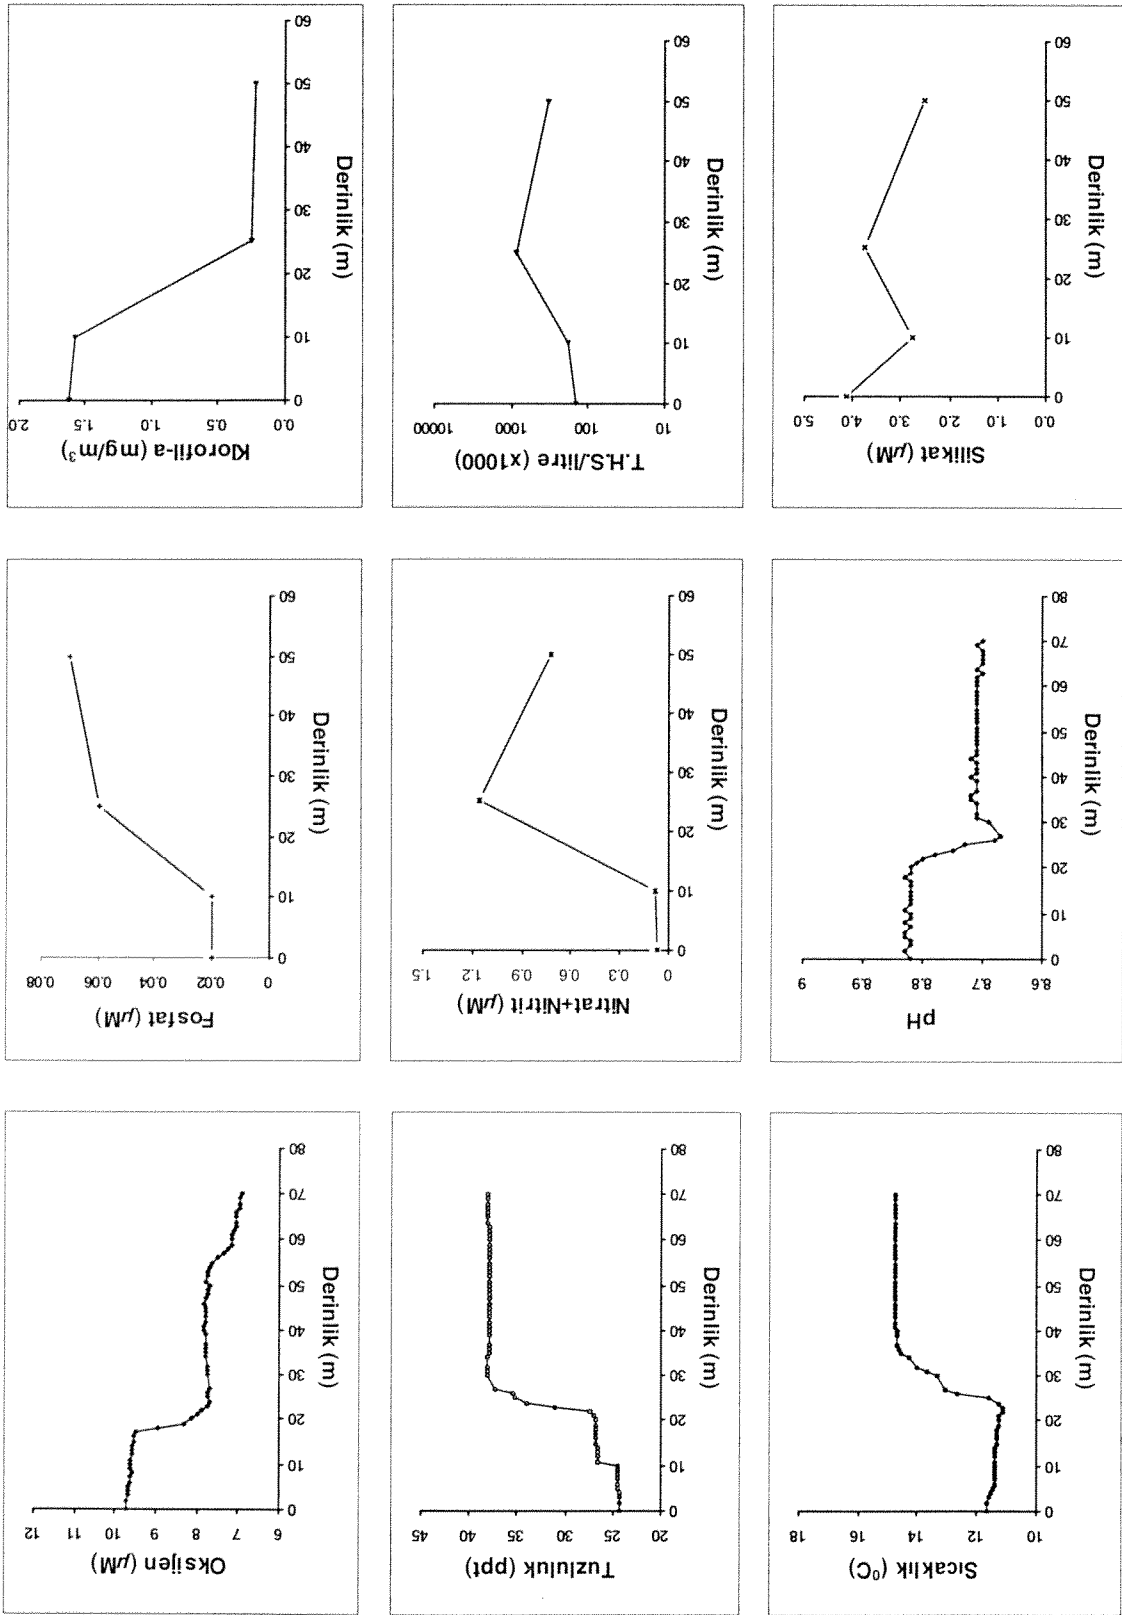 Sıcaklık (⁰C)
10 12 14 16 18
0
10
20
30
40
50
60
70
80
Derinlik (m)
Tuzluluk (ppt)
20 25 30 35 40 45
0
10
20
30
40
50
60
70
80
Derinlik (m)
Oksijen (µM)
6 7 8 9 10 11 12
0
10
20
30
40
50
60
70
80
Derinlik (m)
pH
8.6 8.7 8.8 8.9 9
0
10
20
30
40
50
60
70
80
Derinlik (m)
Nitrat+Nitrit (µM)
0 0.3 0.6 0.9 1.2 1.5
0
10
20
30
40
50
60
Derinlik (m)
Fosfat (µM)
0 0.02 0.04 0.06 0.08
0
10
20
30
40
50
60
Derinlik (m)
Silikat (µM)
0.0 1.0 2.0 3.0 4.0 5.0
0
10
20
30
40
50
60
Derinlik (m)
T.H.S./litre (x1000)
10 100 1000 10000
0
10
20
30
40
50
60
Derinlik (m)
Klorofil-a (mg/m³)
0.0 0.5 1.0 1.5 2.0
0
10
20
30
40
50
60
Derinlik (m)